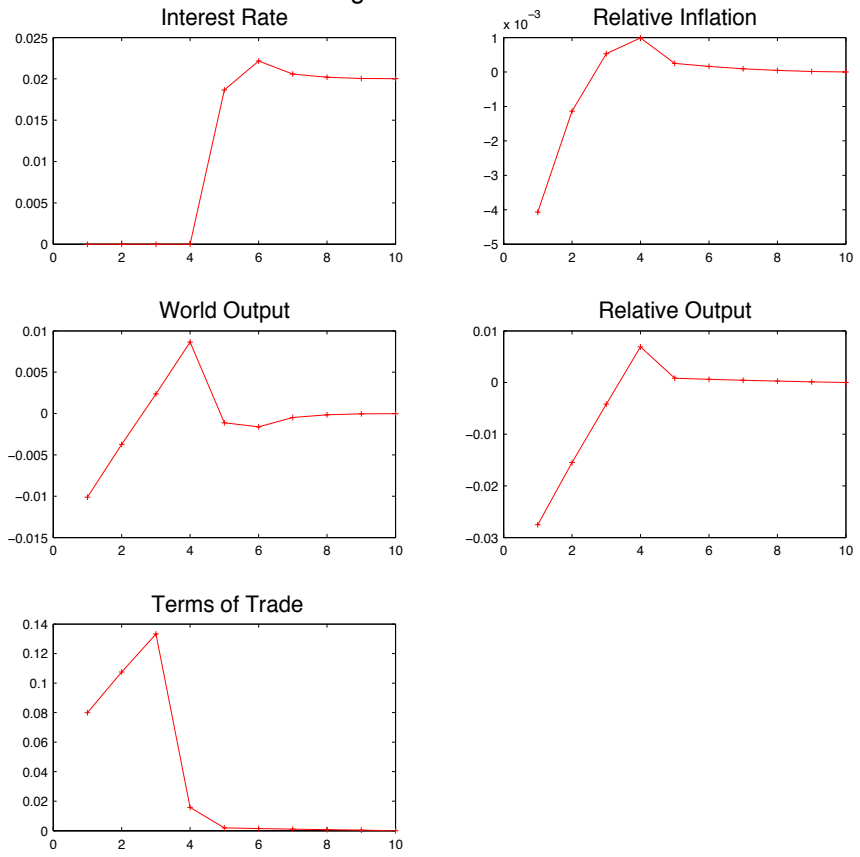 Interest Rate
0.025
0.02
0.015
0.01
0.005
0
0 2 4 6 8 10
Relative Inflation
x 10−3
1
0
−1
−2
−3
−4
−5
0 2 4 6 8 10
World Output
0.01
0.005
0
−0.005
−0.01
−0.015
0 2 4 6 8 10
Relative Output
0.01
0
−0.01
−0.02
−0.03
0 2 4 6 8 10
Terms of Trade
0.14
0.12
0.1
0.08
0.06
0.04
0.02
0
0 2 4 6 8 10